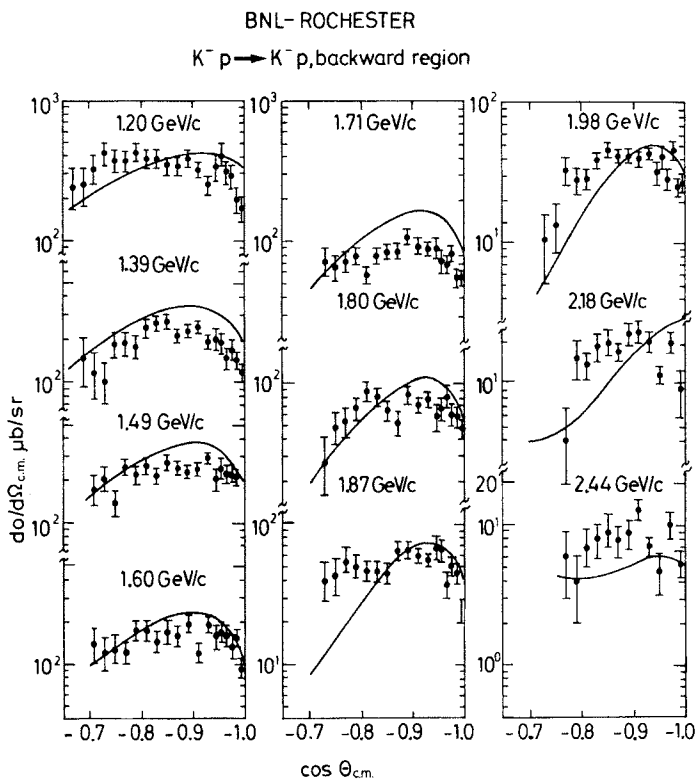 BNL-ROCHESTER
K⁻p → K⁻p, backward region
dσ/dΩc.m. μb/sr
10³
1.20 GeV/c
10²
1.39 GeV/c
10²
1.49 GeV/c
10²
1.60 GeV/c
10²
-0.7 -0.8 -0.9 -1.0
10³
1.71 GeV/c
10²
1.80 GeV/c
10²
1.87 GeV/c
10²
10¹
-0.7 -0.8 -0.9 -1.0
10²
1.98 GeV/c
10¹
2.18 GeV/c
10¹
20
2.44 GeV/c
10¹
10⁰
-0.7 -0.8 -0.9 -1.0
cos θc.m.